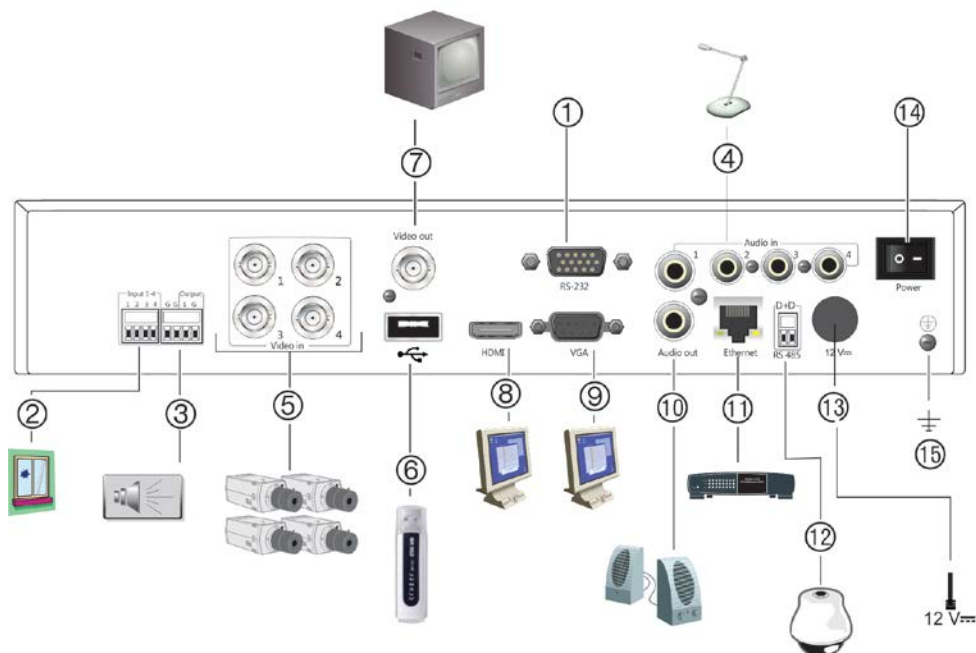 ①
⑭
④
⑦
Video out
RS-232
Audio in
1 2 3 4
Power
Input 1-4 Output
1 2 3 4 G G 1 G
1 2
3 4
Video in
HDMI
VGA
Audio out
Ethernet
D+D-
RS-485
12 V
②
③
⑤
⑥
⑧
⑨
⑩
⑪
⑬
⑮
⑫
12 V